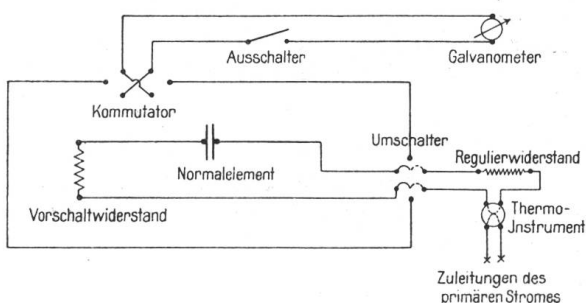 Ausschalter
Galvanometer
Kommutator
Umschalter
Normalelement
Regulierwiderstand
Vorschaltwiderstand
Thermo-
Jnstrument
Zuleitungen des
primären Stromes